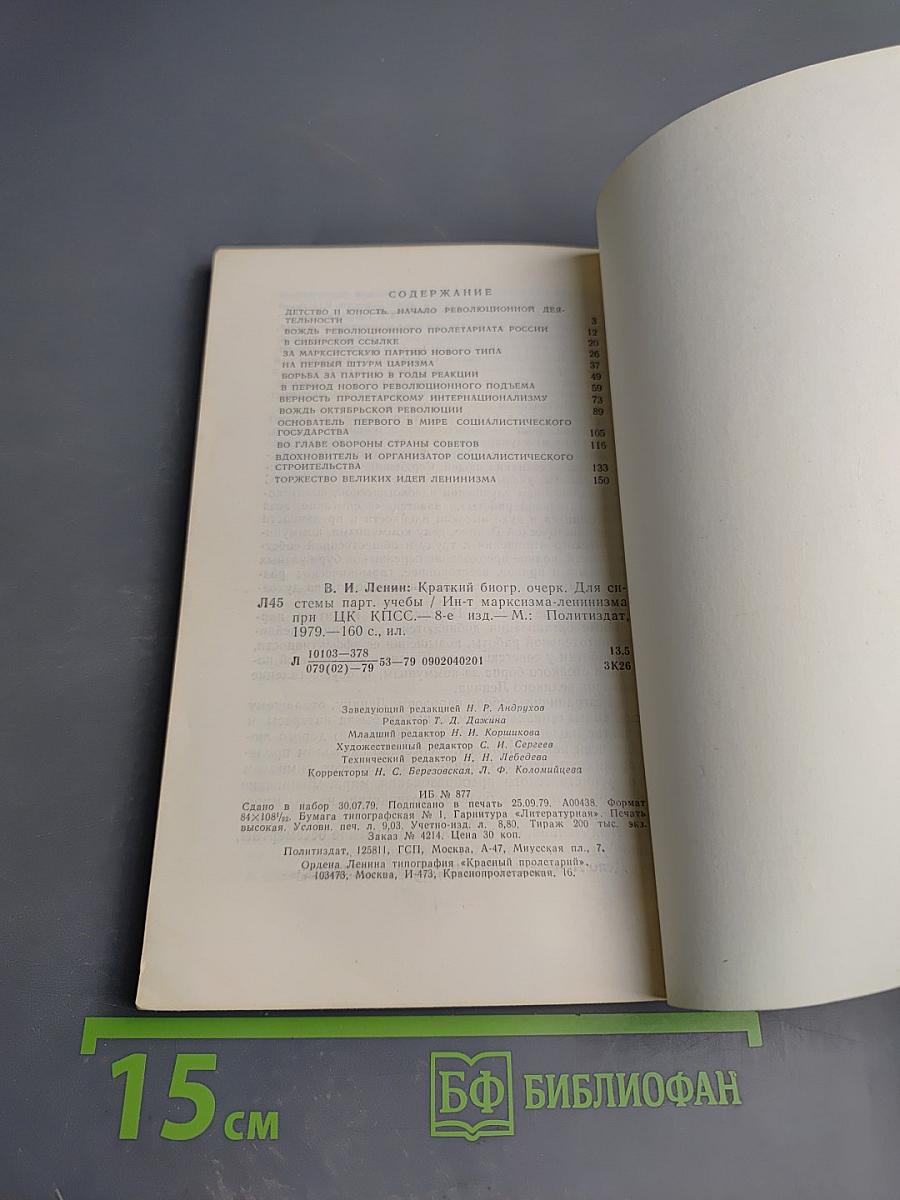 СОДЕРЖАНИЕ
ДЕТСТВО И ЮНОСТЬ. НАЧАЛО РЕВОЛЮЦИОННОЙ ДЕЯ-
ТЕЛЬНОСТИ 3
ВОЖДЬ РЕВОЛЮЦИОННОГО ПРОЛЕТАРИАТА РОССИИ 12
В СИБИРСКОЙ ССЫЛКЕ 20
ЗА МАРКСИСТСКУЮ ПАРТИЮ НОВОГО ТИПА 26
НА ПЕРВЫЙ ШТУРМ ЦАРИЗМА 37
БОРЬБА ЗА ПАРТИЮ В ГОДЫ РЕАКЦИИ 49
В ПЕРИОД НОВОГО РЕВОЛЮЦИОННОГО ПОДЪЕМА 59
ВЕРНОСТЬ ПРОЛЕТАРСКОМУ ИНТЕРНАЦИОНАЛИЗМУ 73
ВОЖДЬ ОКТЯБРЬСКОЙ РЕВОЛЮЦИИ 89
ОСНОВАТЕЛЬ ПЕРВОГО В МИРЕ СОЦИАЛИСТИЧЕСКОГО
ГОСУДАРСТВА 105
ВО ГЛАВЕ ОБОРОНЫ СТРАНЫ СОВЕТОВ 116
ВДОХНОВИТЕЛЬ И ОРГАНИЗАТОР СОЦИАЛИСТИЧЕСКОГО
СТРОИТЕЛЬСТВА 133
ТОРЖЕСТВО ВЕЛИКИХ ИДЕЙ ЛЕНИНИЗМА 150
В. И. Ленин: Краткий биогр. очерк. Для си-
Л45 стемы парт. учебы / Ин-т марксизма-ленинизма
при ЦК КПСС.— 8-е изд.— М.: Политиздат,
1979.—160 с., ил.
Л 10103—378 / 079(02)—79 53—79 0902040201 13.5
3К26
Заведующий редакцией Н. Р. Андрухов
Редактор Т. Д. Дажина
Младший редактор Н. И. Коршикова
Художественный редактор С. И. Сергеев
Технический редактор Н. Н. Лебедева
Корректоры Н. С. Березовская, Л. Ф. Коломийцева
ИБ № 877
Сдано в набор 30.07.79. Подписано в печать 25.09.79. А00438. Формат
84×108¹/₃₂. Бумага типографская № 1. Гарнитура «Литературная». Печать
высокая. Условн. печ. л. 9,03. Учетно-изд. л. 8,80. Тираж 200 тыс. экз.
Заказ № 4214. Цена 30 коп.
Политиздат, 125811, ГСП, Москва, А-47, Миусская пл., 7.
Ордена Ленина типография «Красный пролетарий».
103473, Москва, И-473, Краснопролетарская, 16.
15 см
БФ БИБЛИОФАН